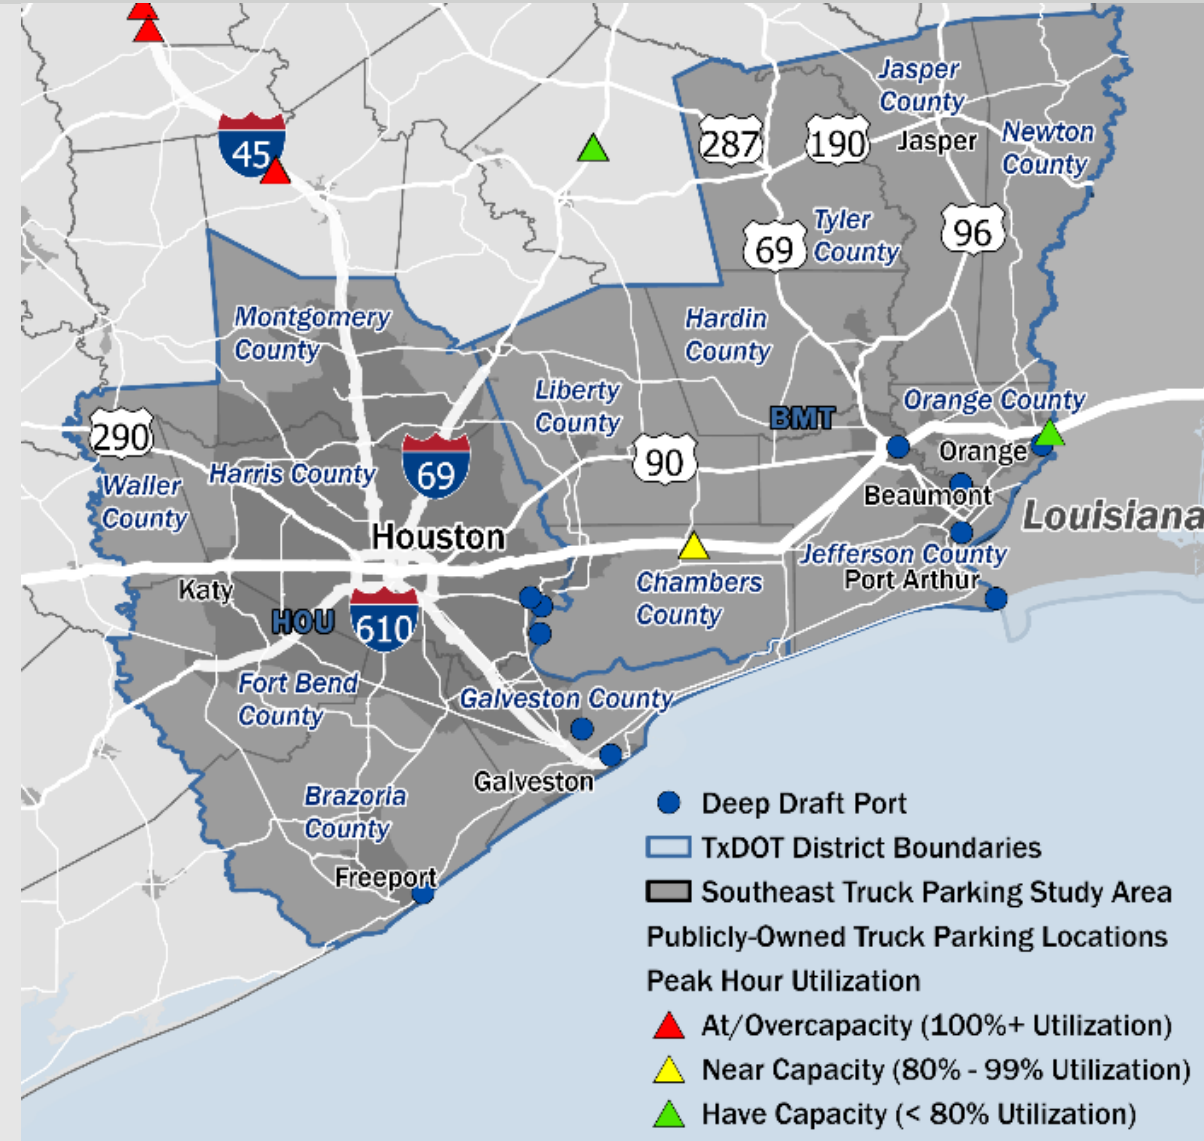 Jasper
County
45
287
190
Jasper
Newton
County
Tyler
County
69
96
Montgomery
County
Hardin
County
Liberty
County
Orange County
BMT
290
Harris County
69
90
Orange
Waller
County
Beaumont
Houston
Louisiana
Jefferson County
Katy
Chambers
County
Port Arthur
HOU
610
Fort Bend
County
Galveston County
Galveston
Brazoria
County
Freeport
Deep Draft Port
TxDOT District Boundaries
Southeast Truck Parking Study Area
Publicly-Owned Truck Parking Locations
Peak Hour Utilization
At/Overcapacity (100%+ Utilization)
Near Capacity (80% - 99% Utilization)
Have Capacity (< 80% Utilization)